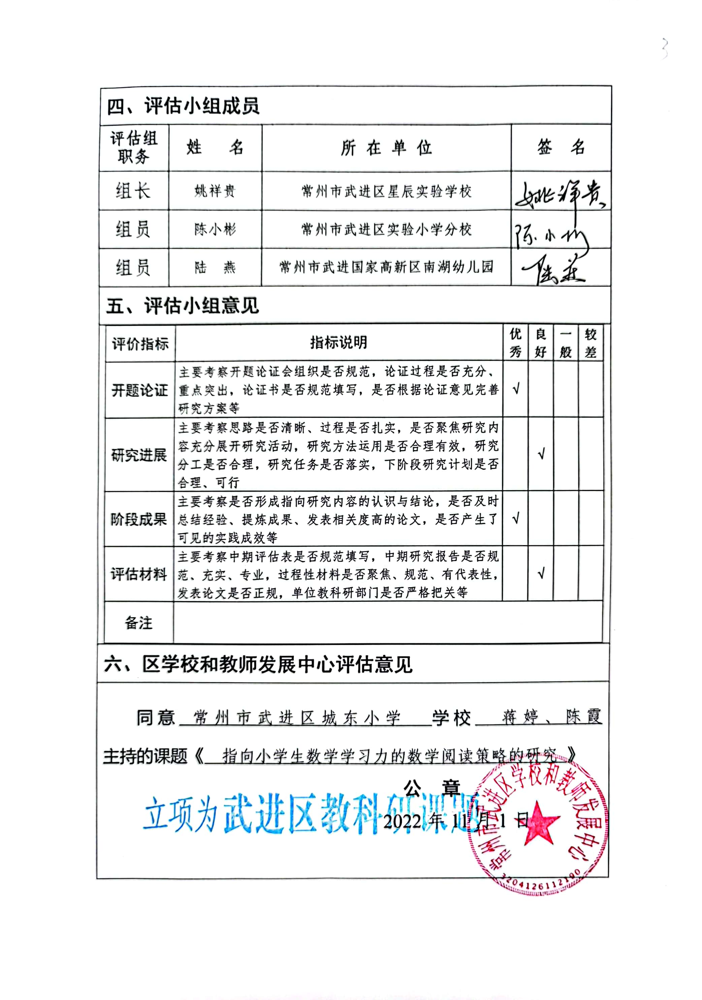 3
四、评估小组成员
评估组职务 姓 名 所 在 单 位 签 名
组长 姚祥贵 常州市武进区星辰实验学校 姚祥贵
组员 陈小彬 常州市武进区实验小学分校 陈小彬
组员 陆 燕 常州市武进国家高新区南湖幼儿园 陆燕
五、评估小组意见
评价指标 指标说明 优秀 良好 一般 较差
开题论证
主要考察开题论证会组织是否规范，论证过程是否充分、
重点突出，论证书是否规范填写，是否根据论证意见完善 √
研究方案等
研究进展
主要考察思路是否清晰、过程是否扎实，是否聚焦研究内
容充分展开研究活动，研究方法运用是否合理有效，研究
分工是否合理，研究任务是否落实，下阶段研究计划是否 √
合理、可行
阶段成果
主要考察是否形成指向研究内容的认识与结论，是否及时
总结经验、提炼成果、发表相关度高的论文，是否产生了 √
可见的实践成效等
评估材料
主要考察中期评估表是否规范填写，中期研究报告是否规
范、充实、专业，过程性材料是否聚焦、规范、有代表性， √
发表论文是否正规，单位教科研部门是否严格把关等
备注
六、区学校和教师发展中心评估意见
同意 常州市武进区城东小学 学校 蒋婷、陈霞
主持的课题《 指向小学生数学学习力的数学阅读策略的研究 》
公 章
立项为武进区教科研课题
2022 年 11 月 1 日
常州市武进区学校和教师发展中心
3204126112190